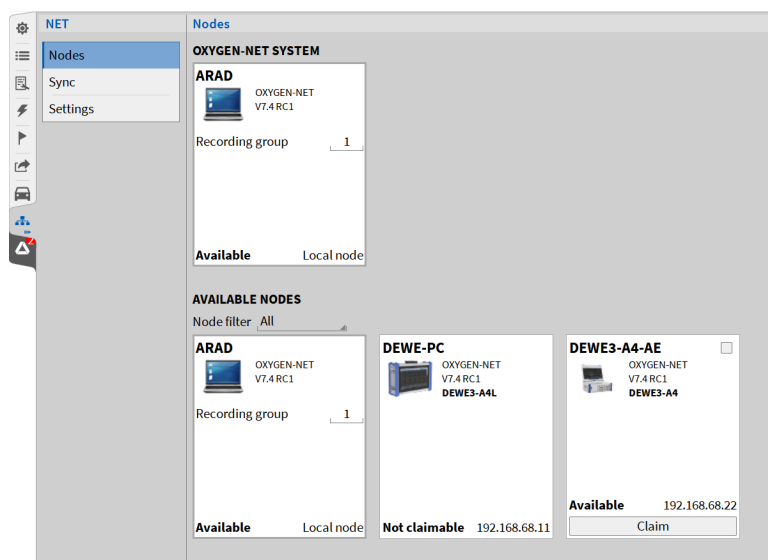 NET
Nodes
Sync
Settings
Nodes
OXYGEN-NET SYSTEM
ARAD
OXYGEN-NET
V7.4 RC1
Recording group 1
Available Local node
AVAILABLE NODES
Node filter All
ARAD
OXYGEN-NET
V7.4 RC1
Recording group 1
Available Local node
DEWE-PC
OXYGEN-NET
V7.4 RC1
DEWE3-A4L
Not claimable 192.168.68.11
DEWE3-A4-AE
OXYGEN-NET
V7.4 RC1
DEWE3-A4
Available 192.168.68.22
Claim